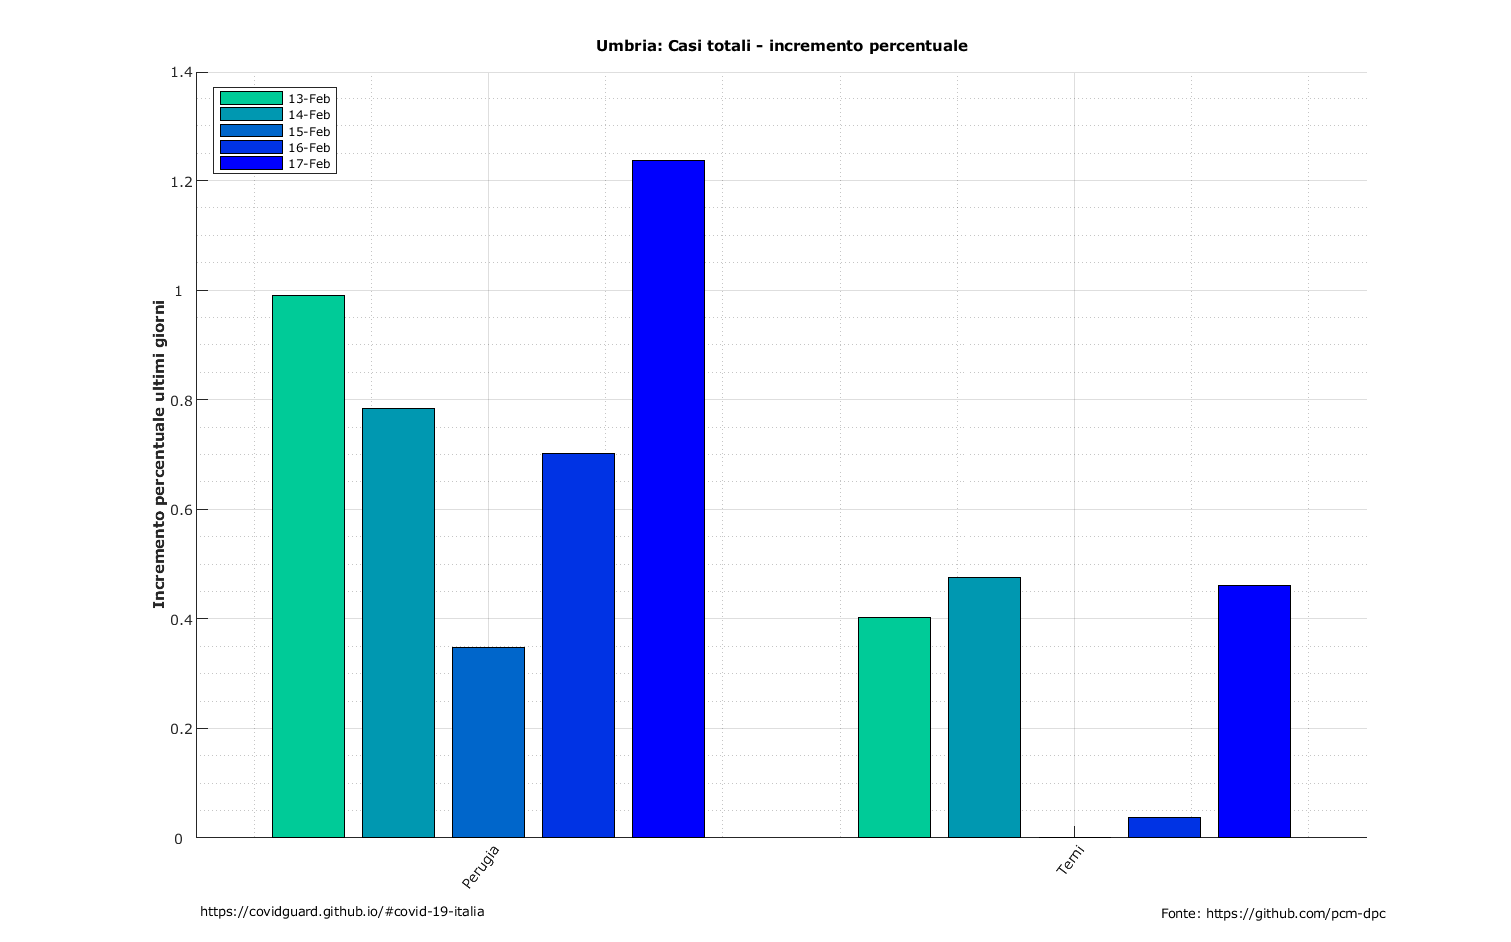 Umbria: Casi totali - incremento percentuale
1.4
1.2
1
0.8
0.6
0.4
0.2
0
Incremento percentuale ultimi giorni
13-Feb
14-Feb
15-Feb
16-Feb
17-Feb
Perugia
Terni
https://covidguard.github.io/#covid-19-italia
Fonte: https://github.com/pcm-dpc